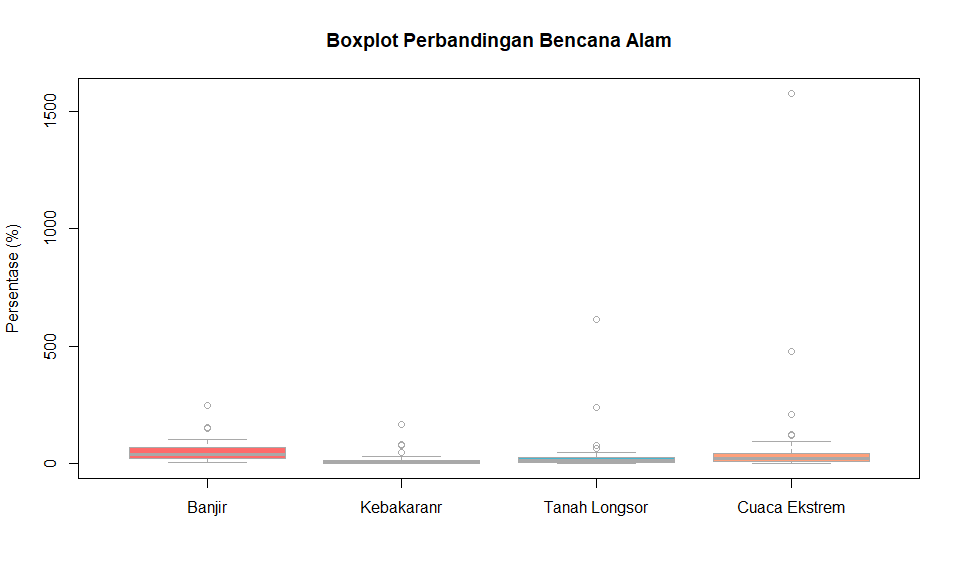 Boxplot Perbandingan Bencana Alam
Persentase (%)
1500
1000
500
0
Banjir
Kebakaranr
Tanah Longsor
Cuaca Ekstrem